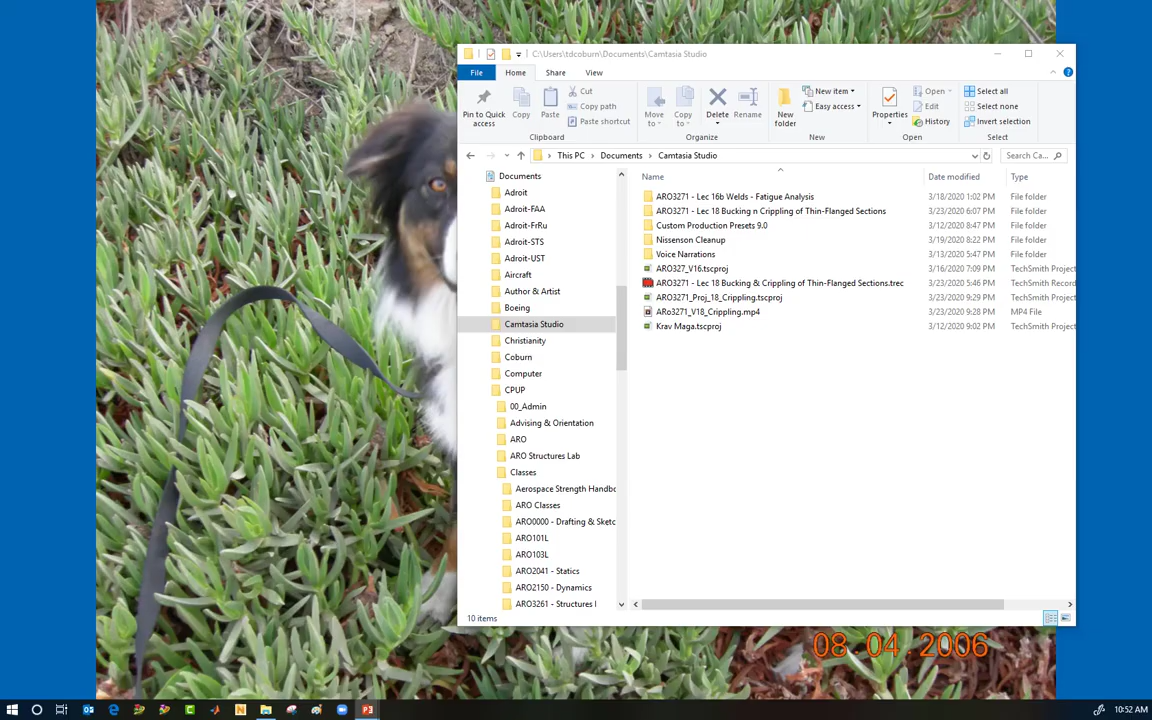 C:\Users\tdcoburn\Documents\Camtasia Studio
File Home Share View
Pin to Quick access
Copy
Paste
Cut
Copy path
Paste shortcut
Clipboard
Move to
Copy to
Delete
Rename
Organize
New folder
New item
Easy access
New
Properties
Open
Edit
History
Open
Select all
Select none
Invert selection
Select
This PC > Documents > Camtasia Studio
Search Ca...
Documents
Adroit
Adroit-FAA
Adroit-FrRu
Adroit-STS
Adroit-UST
Aircraft
Author & Artist
Boeing
Camtasia Studio
Christianity
Coburn
Computer
CPUP
00_Admin
Advising & Orientation
ARO
ARO Structures Lab
Classes
Aerospace Strength Handbo
ARO Classes
ARO0000 - Drafting & Sketc
ARO101L
ARO103L
ARO2041 - Statics
ARO2150 - Dynamics
ARO3261 - Structures I
Name Date modified Type
ARO3271 - Lec 16b Welds - Fatigue Analysis 3/18/2020 1:02 PM File folder
ARO3271 - Lec 18 Bucking n Crippling of Thin-Flanged Sections 3/23/2020 6:07 PM File folder
Custom Production Presets 9.0 3/12/2020 8:47 PM File folder
Nissenson Cleanup 3/19/2020 8:22 PM File folder
Voice Narrations 3/13/2020 5:47 PM File folder
ARO327_V16.tscproj 3/16/2020 7:09 PM TechSmith Project
ARO3271 - Lec 18 Bucking & Crippling of Thin-Flanged Sections.trec 3/23/2020 5:46 PM TechSmith Record
ARO3271_Proj_18_Crippling.tscproj 3/23/2020 9:29 PM TechSmith Project
ARo3271_V18_Crippling.mp4 3/23/2020 9:28 PM MP4 File
Krav Maga.tscproj 3/12/2020 9:02 PM TechSmith Project
10 items
08 04 2006
10:52 AM